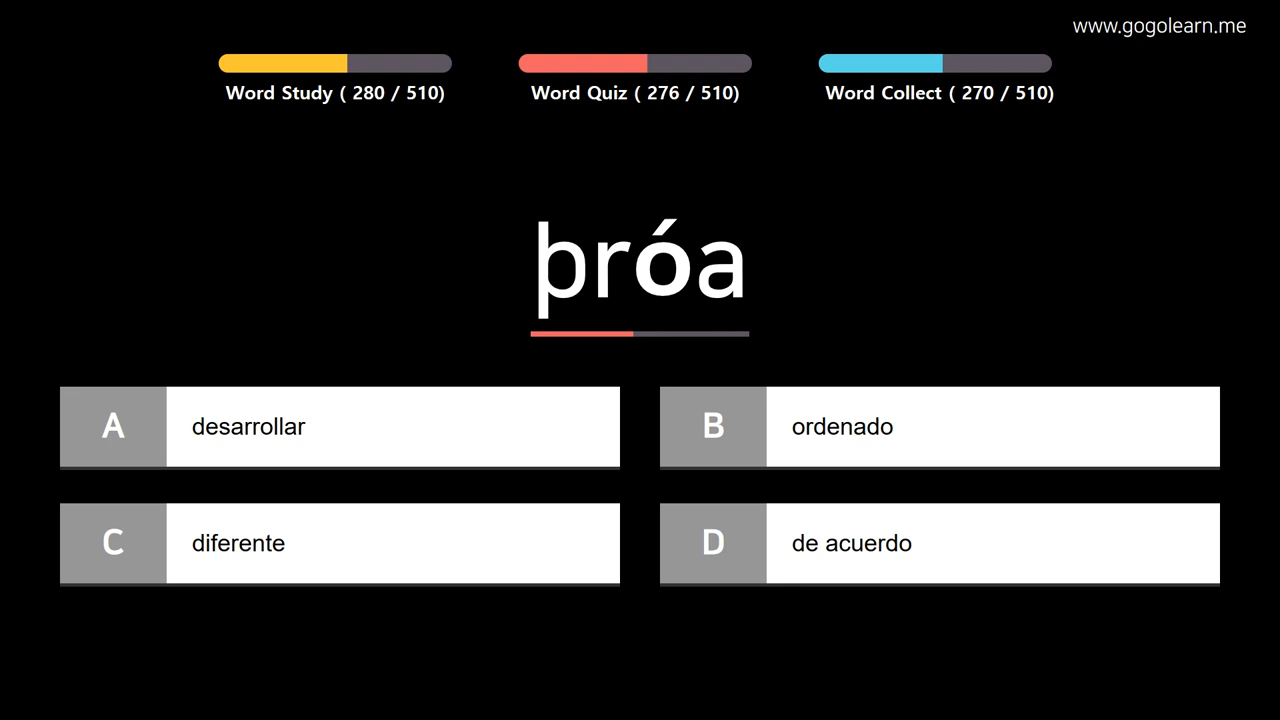 www.gogolearn.me
Word Study ( 280 / 510)
Word Quiz ( 276 / 510)
Word Collect ( 270 / 510)
þróa
A desarrollar
B ordenado
C diferente
D de acuerdo